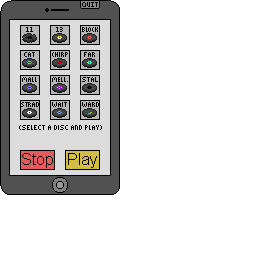 QUIT
11 13 BLOCK
CAT CHIRP FAR
MALL MELL. STAL
STRAD WAIT WARD
(SELECT A DISC AND PLAY)
Stop Play